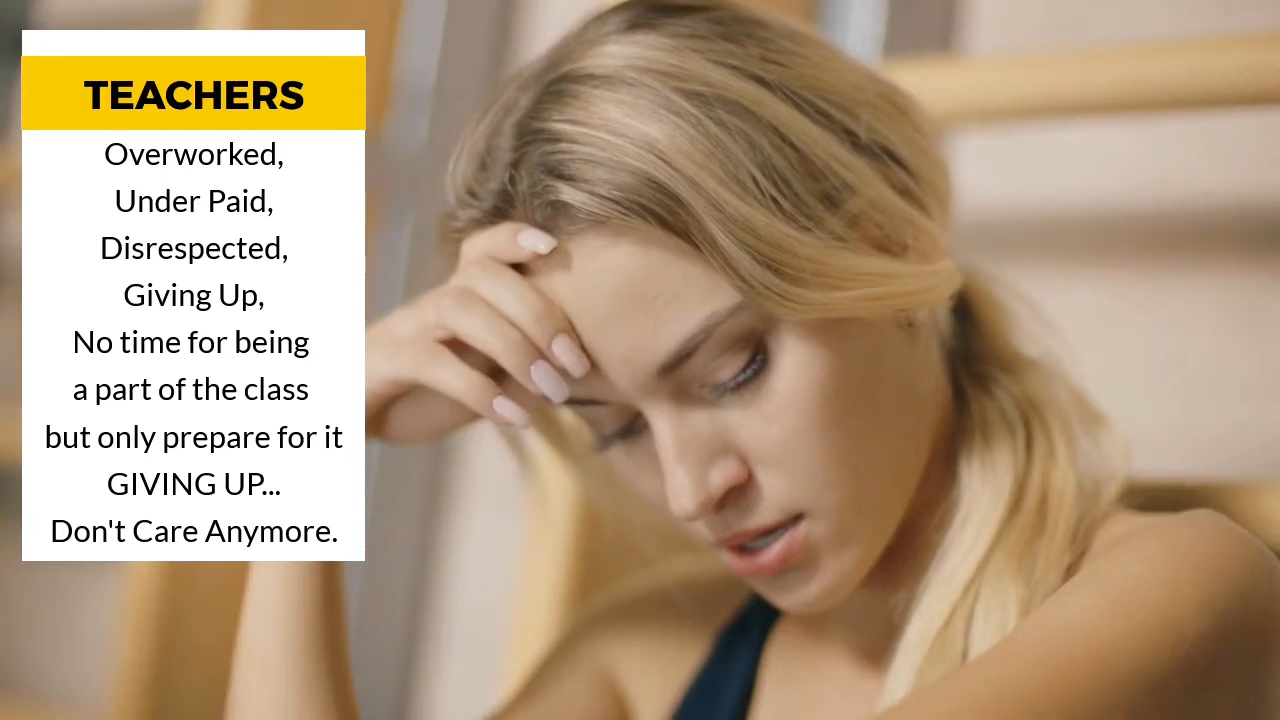 TEACHERS
Overworked,
Under Paid,
Disrespected,
Giving Up,
No time for being
a part of the class
but only prepare for it
GIVING UP...
Don't Care Anymore.